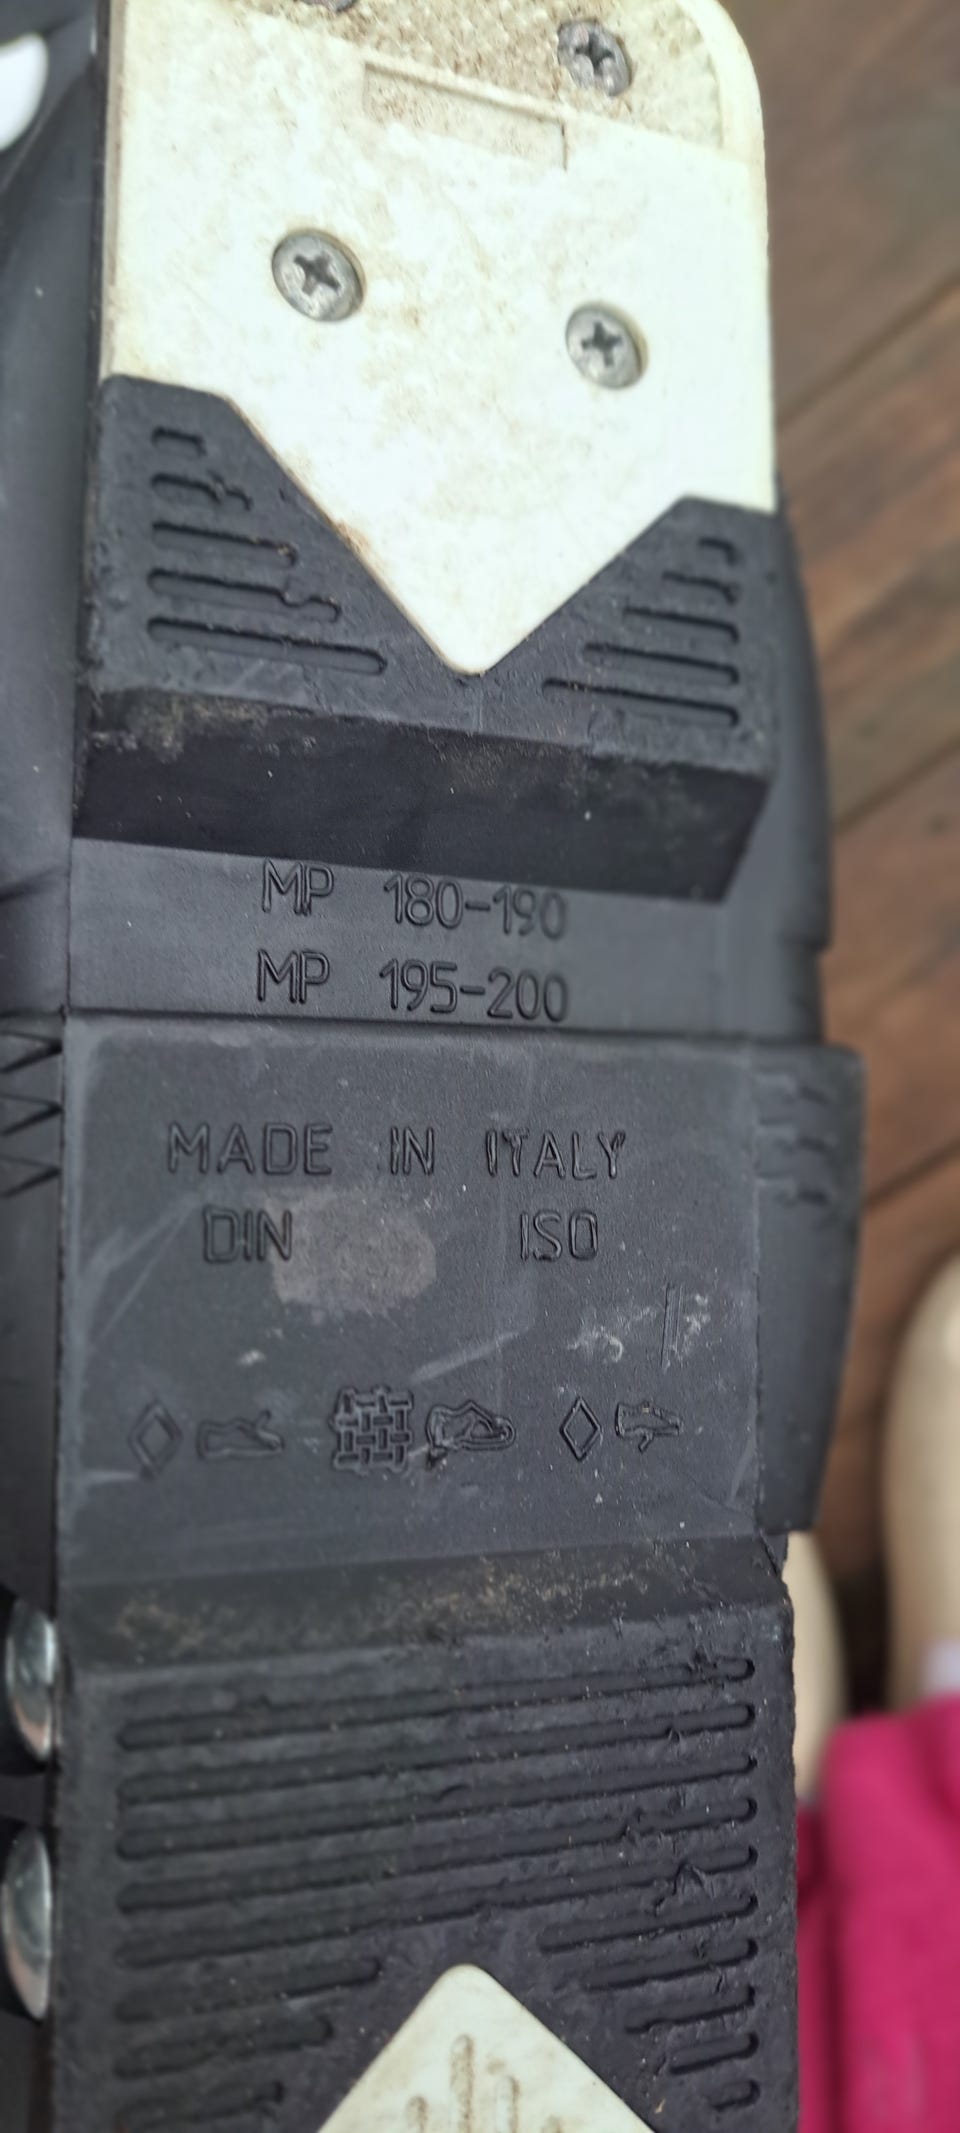 MP 180-190
MP 195-200
MADE IN ITALY
DIN ISO